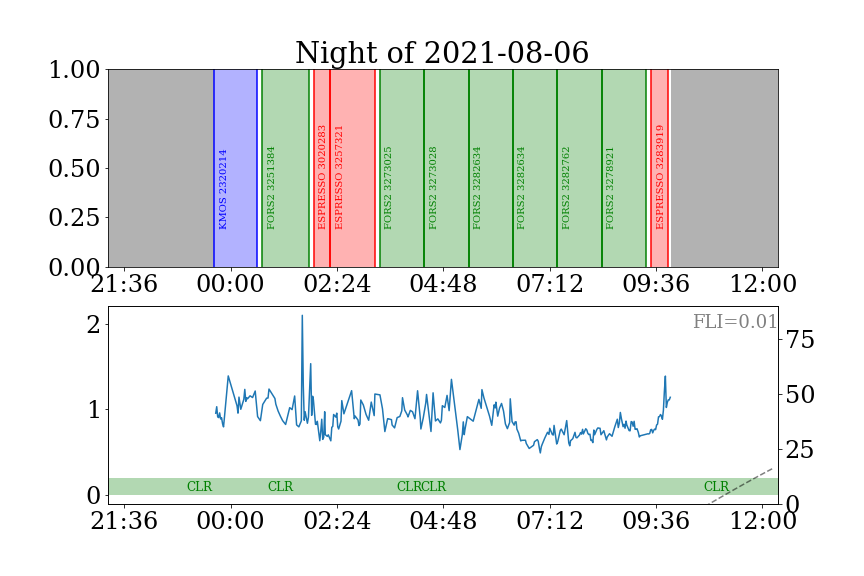 Night of 2021-08-06
1.00
0.75
0.50
0.25
0.00
KMOS 2320214
FORS2 3251384
ESPRESSO 3020283
ESPRESSO 3257321
FORS2 3273025
FORS2 3273028
FORS2 3282634
FORS2 3282634
FORS2 3282762
FORS2 3278921
ESPRESSO 3283919
21:36 00:00 02:24 04:48 07:12 09:36 12:00
FLI=0.01
2
1
0
75
50
25
0
CLR CLR CLR CLR CLR
21:36 00:00 02:24 04:48 07:12 09:36 12:00